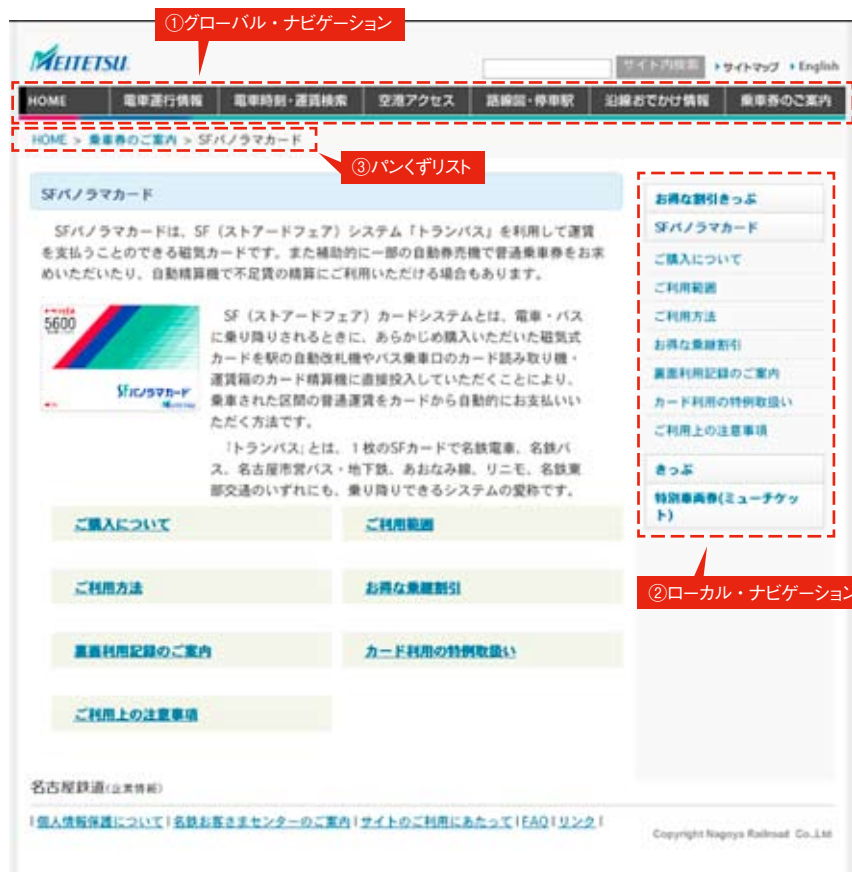 ①グローバル・ナビゲーション
MEITETSU
サイト内検索 サイトマップ English
HOME 電車運行情報 電車時刻・運賃検索 空港アクセス 路線図・停車駅 沿線おでかけ情報 乗車券のご案内
HOME > 乗車券のご案内 > SFパノラマカード
③パンくずリスト
SFパノラマカード
SFパノラマカードは、SF(ストアードフェア)システム「トランパス」を利用して運賃
を支払うことのできる磁気カードです。また補助的に一部の自動券売機で普通乗車券をお求
めいただいたり、自動精算機で不足賃の精算にご利用いただける場合もあります。
5600
SFパノラマカード
SF(ストアードフェア)カードシステムとは、電車・バス
に乗り降りされるときに、あらかじめ購入いただいた磁気式
カードを駅の自動改札機やバス乗車口のカード読み取り機・
運賃箱のカード精算機に直接投入していただくことにより、
乗車された区間の普通運賃をカードから自動的にお支払いい
ただく方法です。
「トランパス」とは、1枚のSFカードで名鉄電車、名鉄バ
ス、名古屋市営バス・地下鉄、あおなみ線、リニモ、名鉄東
部交通のいずれにも、乗り降りできるシステムの愛称です。
ご購入について ご利用範囲
ご利用方法 お得な乗継割引
裏面利用記録のご案内 カード利用の特例取扱い
ご利用上の注意事項
お得な割引きっぷ
SFパノラマカード
ご購入について
ご利用範囲
ご利用方法
お得な乗継割引
裏面利用記録のご案内
カード利用の特例取扱い
ご利用上の注意事項
きっぷ
特別車両券(ミューチケッ
ト)
②ローカル・ナビゲーション
名古屋鉄道(企業情報)
|個人情報保護について|名鉄お客さまセンターのご案内|サイトのご利用にあたって|FAQ|リンク|
Copyright Nagoya Railroad Co.,Ltd